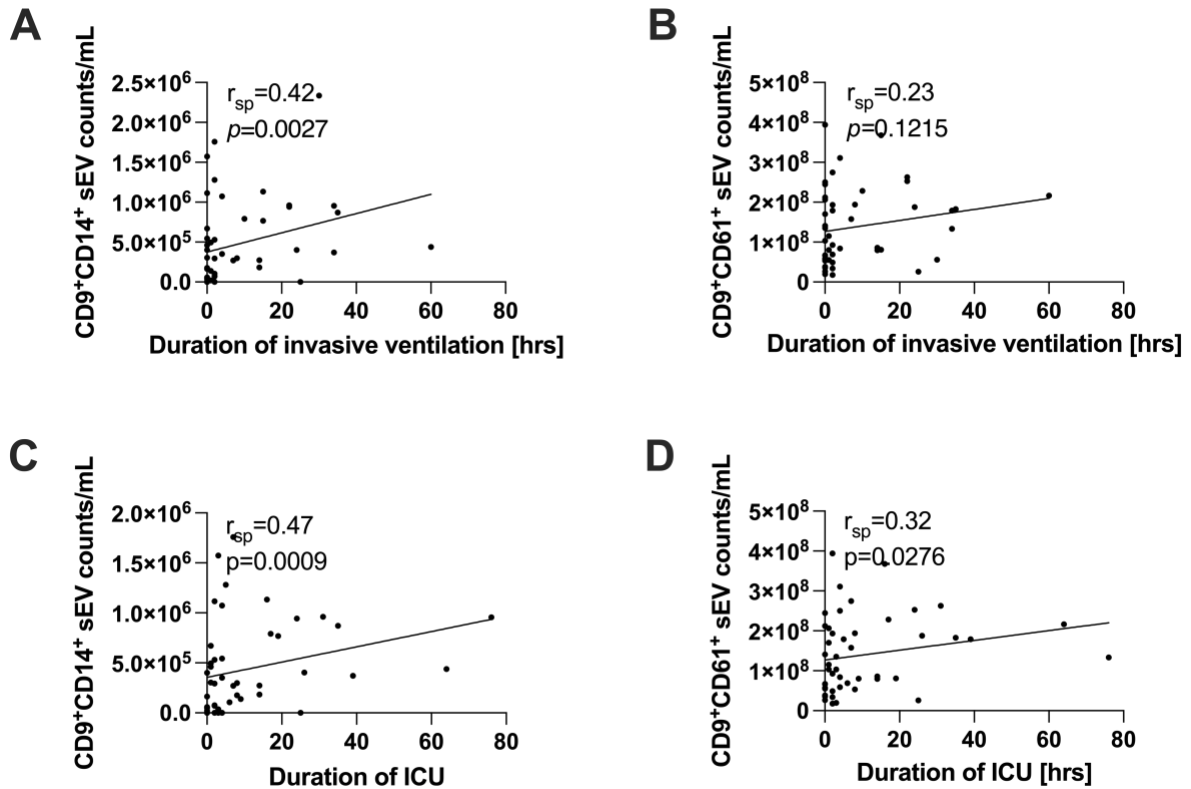 A
CD9⁺CD14⁺ sEV counts/mL
2.5×10⁶
2.0×10⁶
1.5×10⁶
1.0×10⁶
5.0×10⁵
0.0
r_sp=0.42
p=0.0027
0 20 40 60 80
Duration of invasive ventilation [hrs]
B
CD9⁺CD61⁺ sEV counts/mL
5×10⁸
4×10⁸
3×10⁸
2×10⁸
1×10⁸
0
r_sp=0.23
p=0.1215
0 20 40 60 80
Duration of invasive ventilation [hrs]
C
CD9⁺CD14⁺ sEV counts/mL
2.0×10⁶
1.5×10⁶
1.0×10⁶
5.0×10⁵
0.0
r_sp=0.47
p=0.0009
0 20 40 60 80
Duration of ICU
D
CD9⁺CD61⁺ sEV counts/mL
5×10⁸
4×10⁸
3×10⁸
2×10⁸
1×10⁸
0
r_sp=0.32
p=0.0276
0 20 40 60 80
Duration of ICU [hrs]